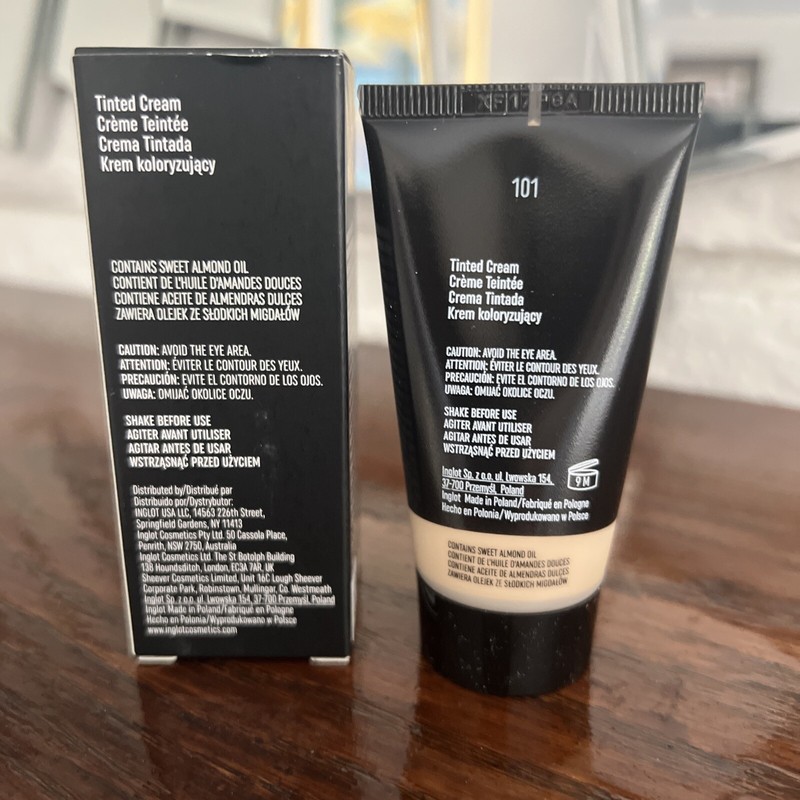 Tinted Cream
Crème Teintée
Crema Tintada
Krem koloryzujący
CONTAINS SWEET ALMOND OIL
CONTIENT DE L'HUILE D'AMANDES DOUCES
CONTIENE ACEITE DE ALMENDRAS DULCES
ZAWIERA OLEJEK ZE SŁODKICH MIGDAŁÓW
CAUTION: AVOID THE EYE AREA.
ATTENTION: ÉVITER LE CONTOUR DES YEUX.
PRECAUCIÓN: EVITE EL CONTORNO DE LOS OJOS.
UWAGA: OMIJAĆ OKOLICE OCZU.
SHAKE BEFORE USE
AGITER AVANT UTILISER
AGITAR ANTES DE USAR
WSTRZĄSNĄĆ PRZED UŻYCIEM
Distributed by/Distribué par
Distribuido por/Dystrybutor:
INGLOT USA LLC, 14563 226th Street,
Springfield Gardens, NY 11413
Inglot Cosmetics Pty Ltd. 50 Cassola Place,
Penrith, NSW 2750, Australia
Inglot Cosmetics Ltd. The St Botolph Building
138 Houndsditch, London, EC3A 7AR, UK
Sheever Cosmetics Limited, Unit 16C Lough Sheever
Corporate Park, Robinstown, Mullingar, Co. Westmeath
Inglot Sp. z o.o. ul. Lwowska 154, 37-700 Przemyśl, Poland
Inglot Made in Poland/Fabriqué en Pologne
Hecho en Polonia/Wyprodukowano w Polsce
www.inglotcosmetics.com
101
Tinted Cream
Crème Teintée
Crema Tintada
Krem koloryzujący
CAUTION: AVOID THE EYE AREA.
ATTENTION: ÉVITER LE CONTOUR DES YEUX.
PRECAUCIÓN: EVITE EL CONTORNO DE LOS OJOS.
UWAGA: OMIJAĆ OKOLICE OCZU.
SHAKE BEFORE USE
AGITER AVANT UTILISER
AGITAR ANTES DE USAR
WSTRZĄSNĄĆ PRZED UŻYCIEM
Inglot Sp. z o.o. ul. Lwowska 154,
37-700 Przemyśl, Poland
Inglot Made in Poland/Fabriqué en Pologne
Hecho en Polonia/Wyprodukowano w Polsce
9 M
CONTAINS SWEET ALMOND OIL
CONTIENT DE L'HUILE D'AMANDES DOUCES
CONTIENE ACEITE DE ALMENDRAS DULCES
ZAWIERA OLEJEK ZE SŁODKICH MIGDAŁÓW